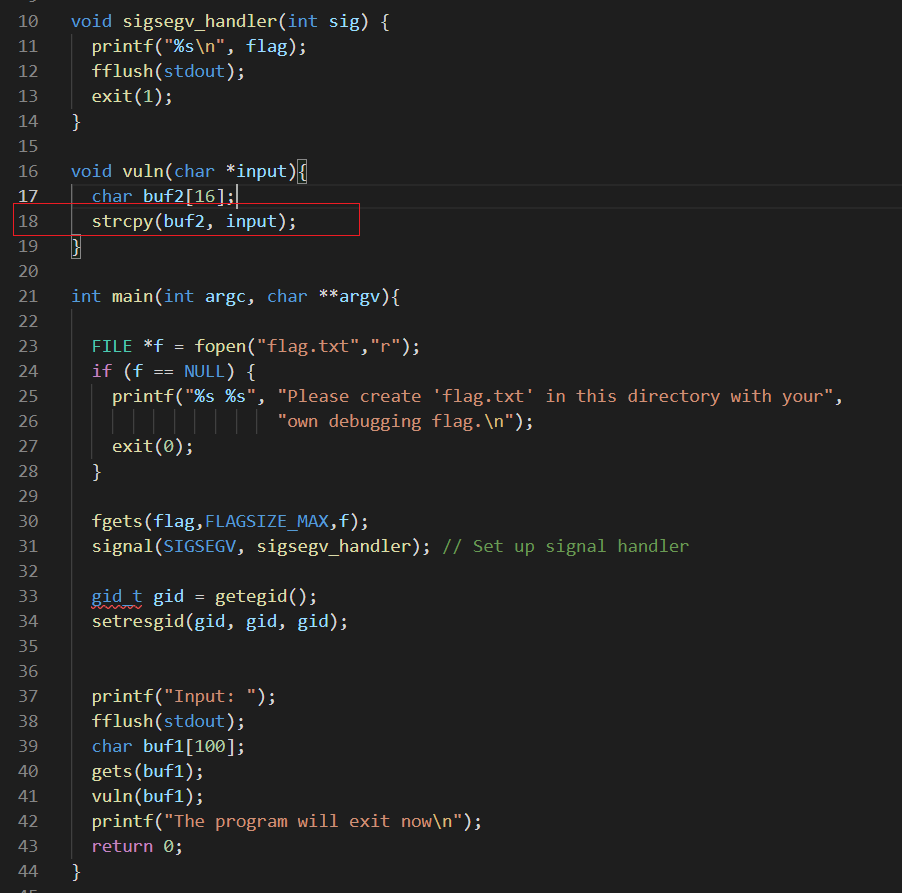 10 void sigsegv_handler(int sig) {
11   printf("%s\n", flag);
12   fflush(stdout);
13   exit(1);
14 }
15
16 void vuln(char *input){
17   char buf2[16];
18   strcpy(buf2, input);
19 }
20
21 int main(int argc, char **argv){
22
23   FILE *f = fopen("flag.txt","r");
24   if (f == NULL) {
25     printf("%s %s", "Please create 'flag.txt' in this directory with your",
26                     "own debugging flag.\n");
27     exit(0);
28   }
29
30   fgets(flag,FLAGSIZE_MAX,f);
31   signal(SIGSEGV, sigsegv_handler); // Set up signal handler
32
33   gid_t gid = getegid();
34   setresgid(gid, gid, gid);
35
36
37   printf("Input: ");
38   fflush(stdout);
39   char buf1[100];
40   gets(buf1);
41   vuln(buf1);
42   printf("The program will exit now\n");
43   return 0;
44 }